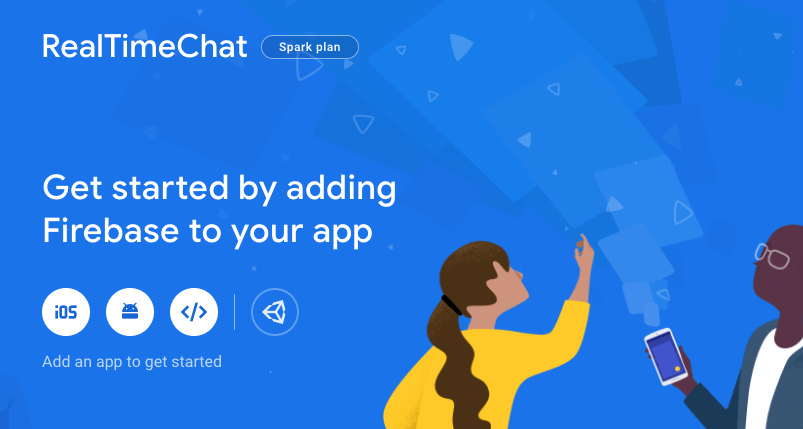 RealTimeChat
Spark plan
Get started by adding
Firebase to your app
iOS
</>
Add an app to get started